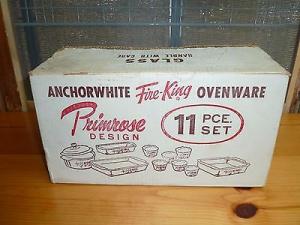 GLASS
HANDLE WITH CARE
ANCHORWHITE Fire-King OVENWARE
Primrose
DESIGN
11 PCE.
SET